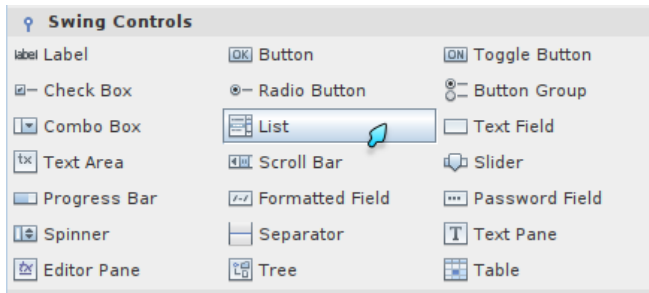 Swing Controls
label Label OK Button ON Toggle Button
Check Box Radio Button Button Group
Combo Box List Text Field
tx Text Area Scroll Bar Slider
Progress Bar Formatted Field Password Field
Spinner Separator T Text Pane
tx Editor Pane Tree Table